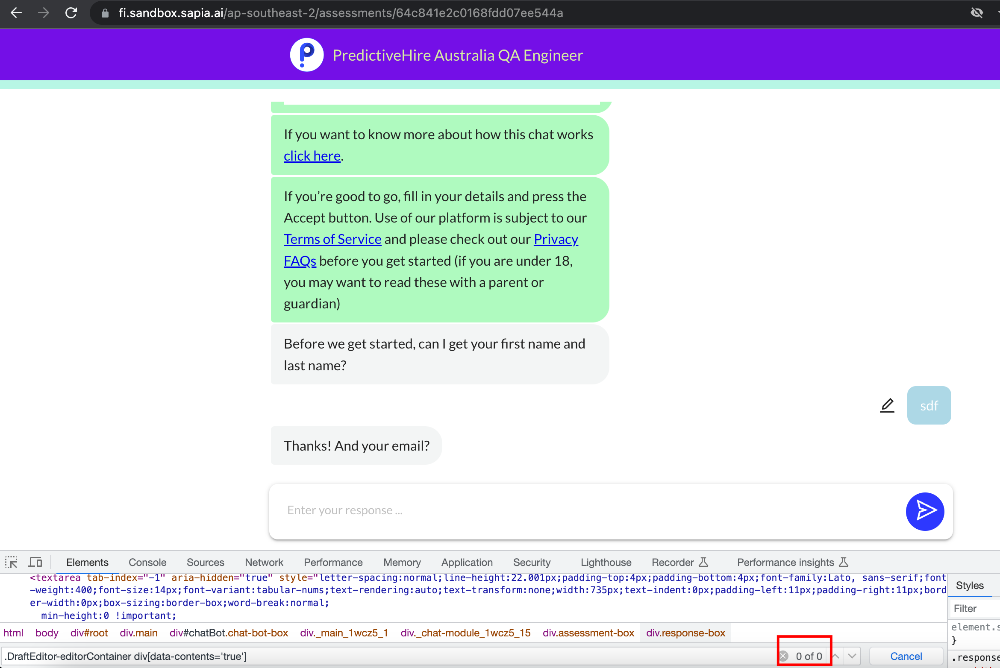 fi.sandbox.sapia.ai/ap-southeast-2/assessments/64c841e2c0168fdd07ee544a
PredictiveHire Australia QA Engineer
If you want to know more about how this chat works
click here.
If you’re good to go, fill in your details and press the
Accept button. Use of our platform is subject to our
Terms of Service and please check out our Privacy
FAQs before you get started (if you are under 18,
you may want to read these with a parent or
guardian)
Before we get started, can I get your first name and
last name?
sdf
Thanks! And your email?
Enter your response ...
Elements Console Sources Network Performance Memory Application Security Lighthouse Recorder Performance insights
<textarea tab-index="-1" aria-hidden="true" style="letter-spacing:normal;line-height:22.001px;padding-top:4px;padding-bottom:4px;font-family:Lato, sans-serif;font
-weight:400;font-size:14px;font-variant:tabular-nums;text-rendering:auto;text-transform:none;width:735px;text-indent:0px;padding-left:11px;padding-right:11px;bord
er-width:0px;box-sizing:border-box;word-break:normal;
min-height:0 !important;
Styles
Filter
element.s
}
.response
html body div#root div.main div#chatBot.chat-bot-box div._main_1wcz5_1 div._chat-module_1wcz5_15 div.assessment-box div.response-box
.DraftEditor-editorContainer div[data-contents='true'] 0 of 0 Cancel